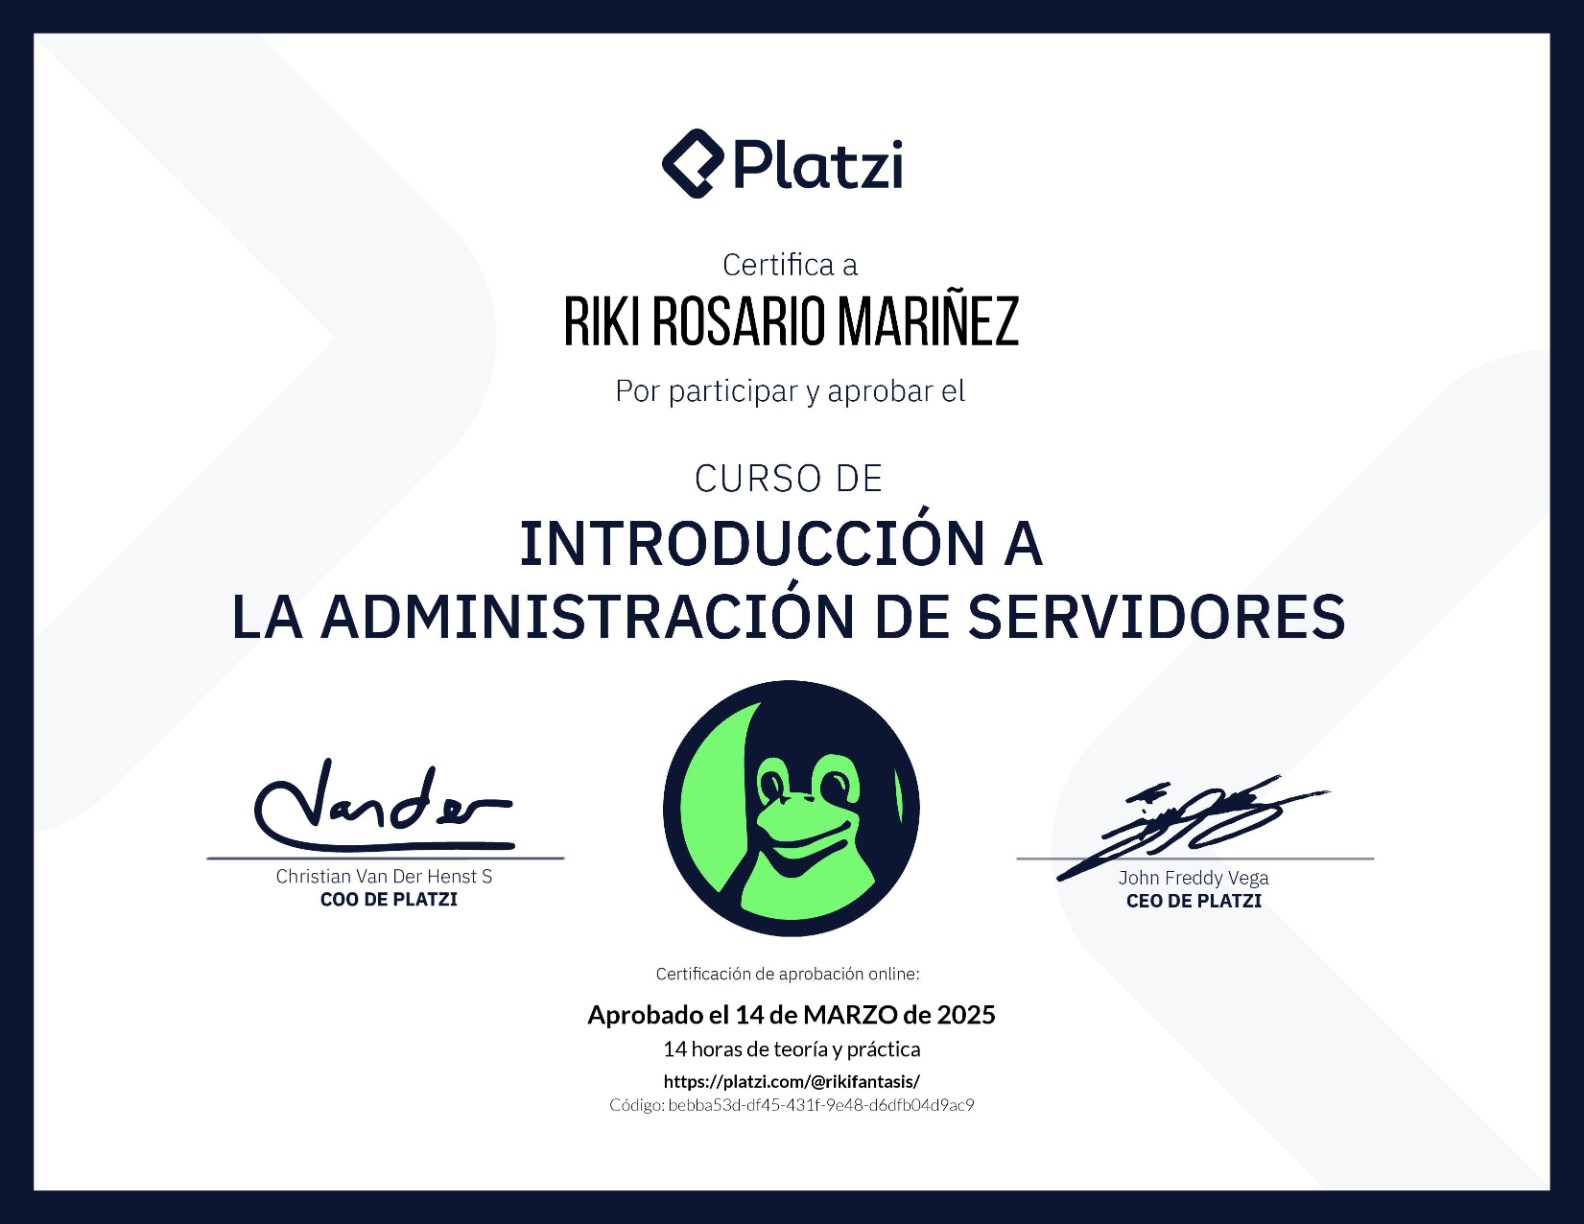 Platzi
Certifica a
RIKI ROSARIO MARIÑEZ
Por participar y aprobar el
CURSO DE
INTRODUCCIÓN A
LA ADMINISTRACIÓN DE SERVIDORES
Vander
Christian Van Der Henst S
COO DE PLATZI
John Freddy Vega
CEO DE PLATZI
Certificación de aprobación online:
Aprobado el 14 de MARZO de 2025
14 horas de teoría y práctica
https://platzi.com/@rikifantasis/
Código: bebba53d-df45-431f-9e48-d6dfb04d9ac9